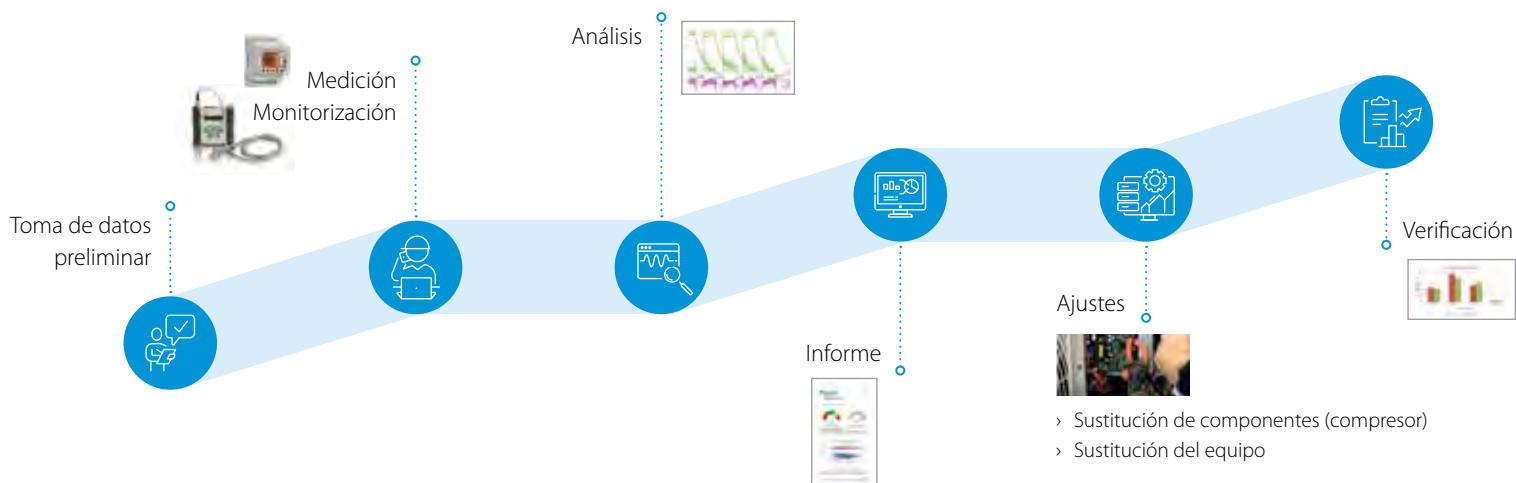 Toma de datos
preliminar
Medición
Monitorización
Análisis
Informe
Ajustes
› Sustitución de componentes (compresor)
› Sustitución del equipo
Verificación